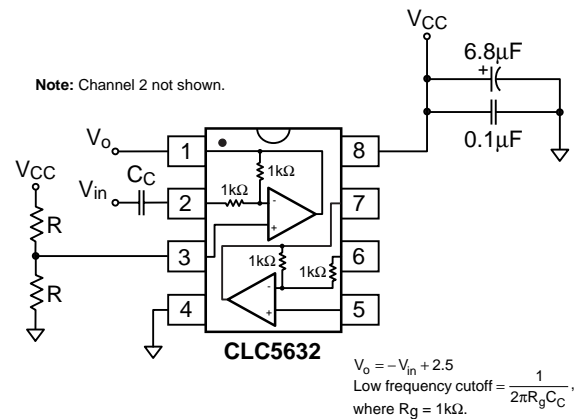 VCC
6.8μF
+
Note: Channel 2 not shown.
0.1μF
Vo
1
8
VCC
CC
1kΩ
Vin
2
1kΩ
-
7
R
+
3
6
1kΩ
1kΩ
R
-
4
+
5
CLC5632
Vo = −Vin + 2.5
Low frequency cutoff = 1 / 2πRgCC ,
where Rg = 1kΩ.